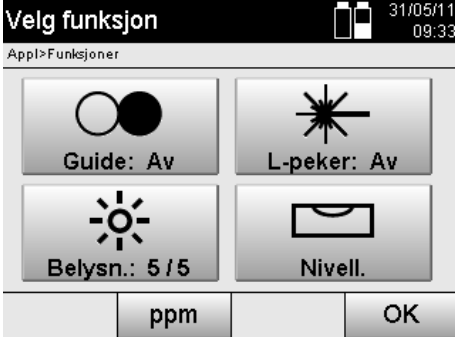 Velg funksjon
31/05/11
09:33
Appl>Funksjoner
Guide: Av
L-peker: Av
Belysn.: 5/5
Nivell.
ppm
OK